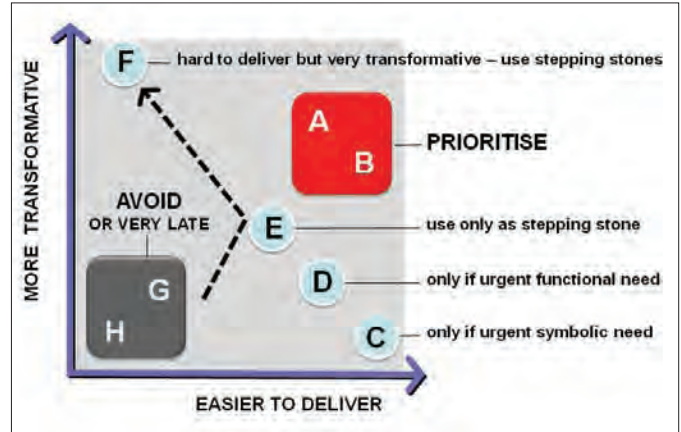 MORE TRANSFORMATIVE
F
hard to deliver but very transformative – use stepping stones
A
B
PRIORITISE
AVOID
OR VERY LATE
E
use only as stepping stone
G
H
D
only if urgent functional need
C
only if urgent symbolic need
EASIER TO DELIVER